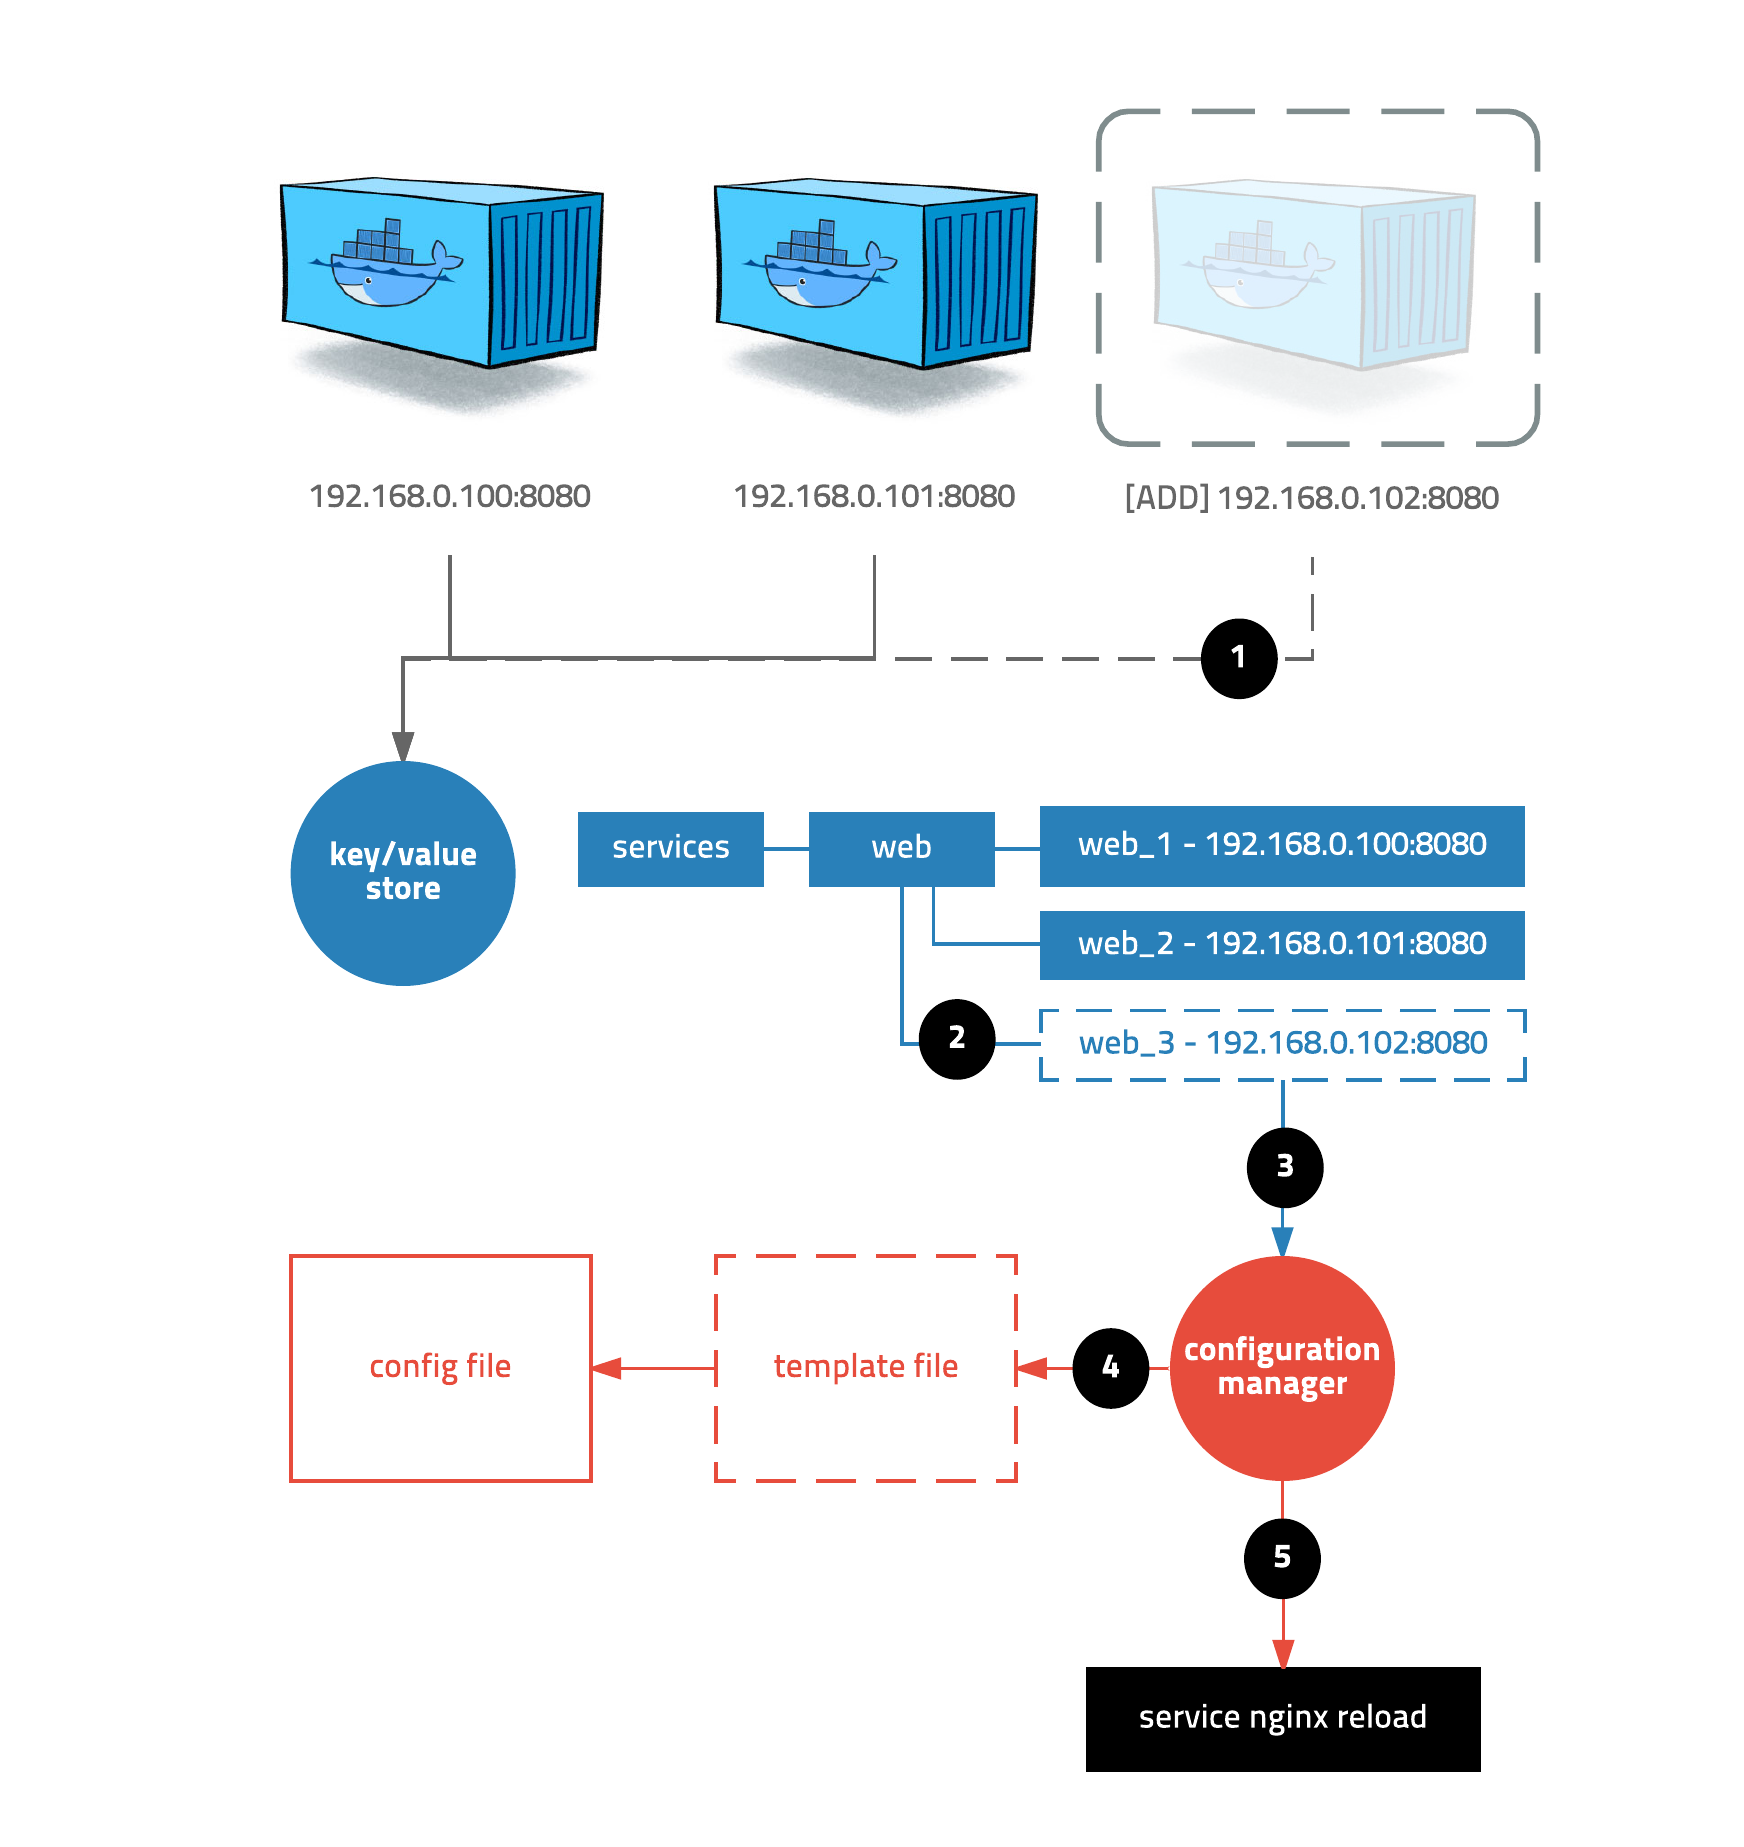 192.168.0.100:8080
192.168.0.101:8080
[ADD] 192.168.0.102:8080
1
key/value
store
services
web
web_1 - 192.168.0.100:8080
web_2 - 192.168.0.101:8080
2
web_3 - 192.168.0.102:8080
3
config file
template file
4
configuration
manager
5
service nginx reload